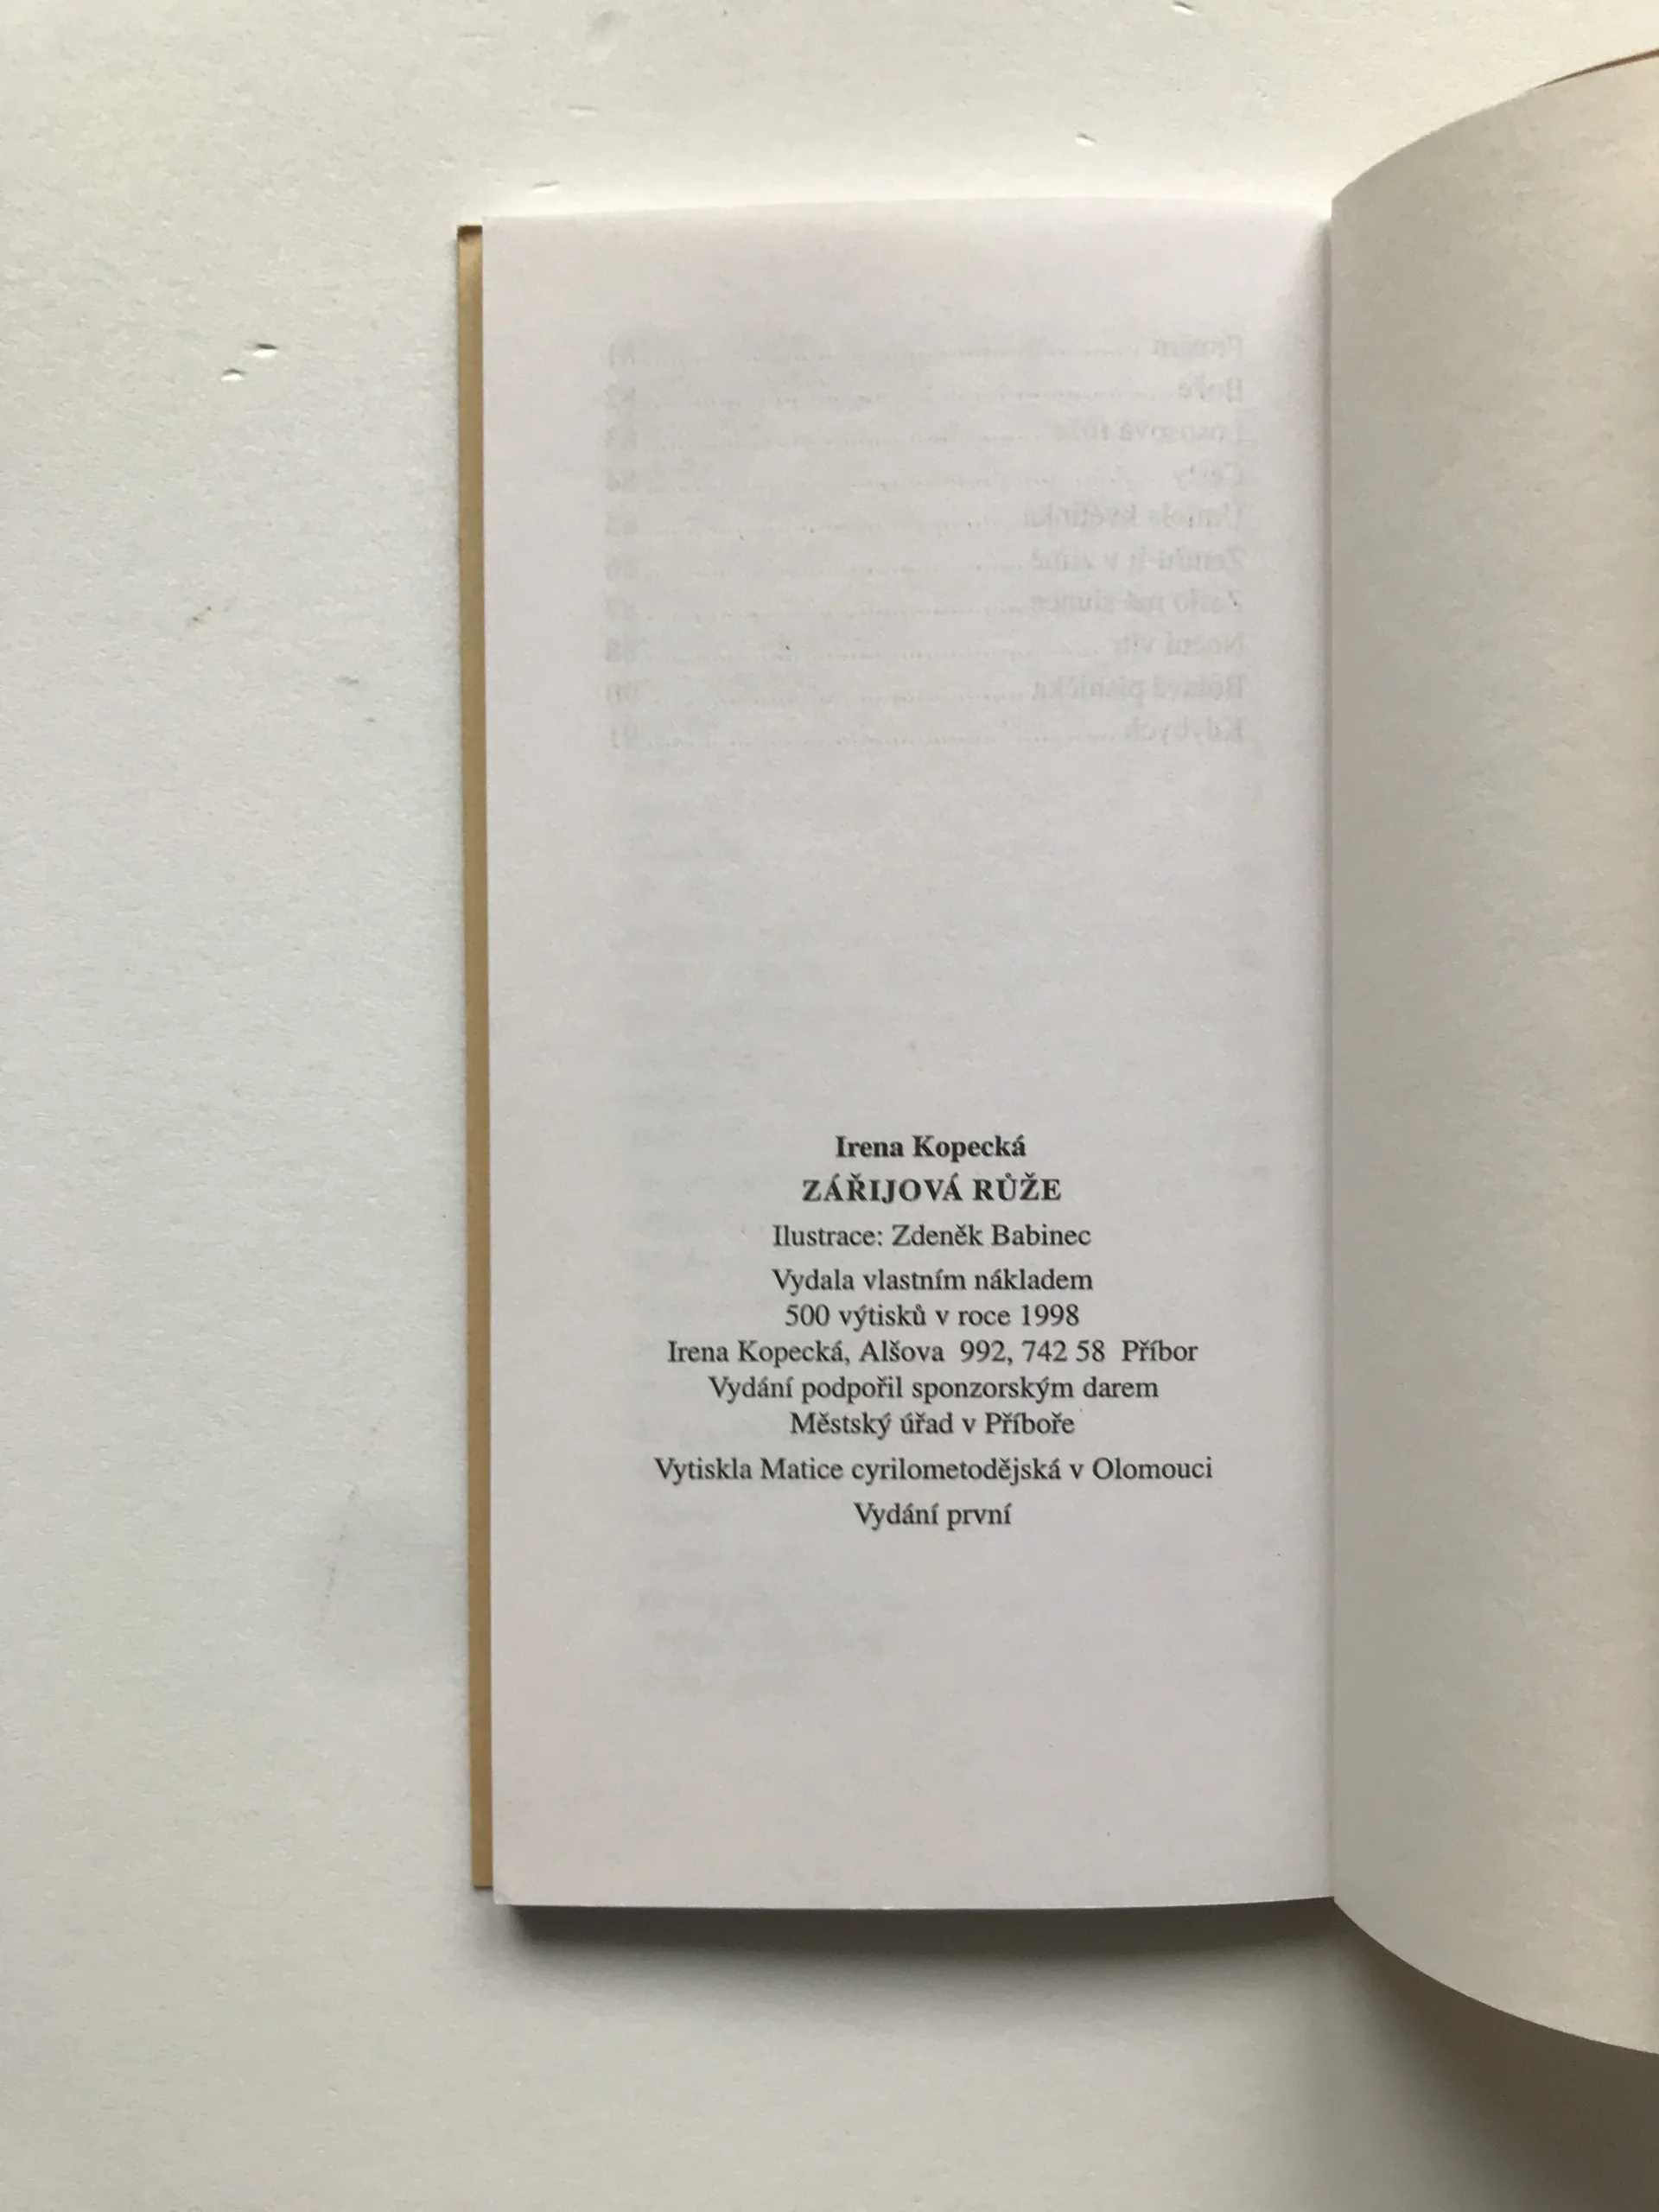 Irena Kopecká
ZÁŘIJOVÁ RŮŽE
Ilustrace: Zdeněk Babinec
Vydala vlastním nákladem
500 výtisků v roce 1998
Irena Kopecká, Alšova 992, 742 58 Příbor
Vydání podpořil sponzorským darem
Městský úřad v Příboře
Vytiskla Matice cyrilometodějská v Olomouci
Vydání první